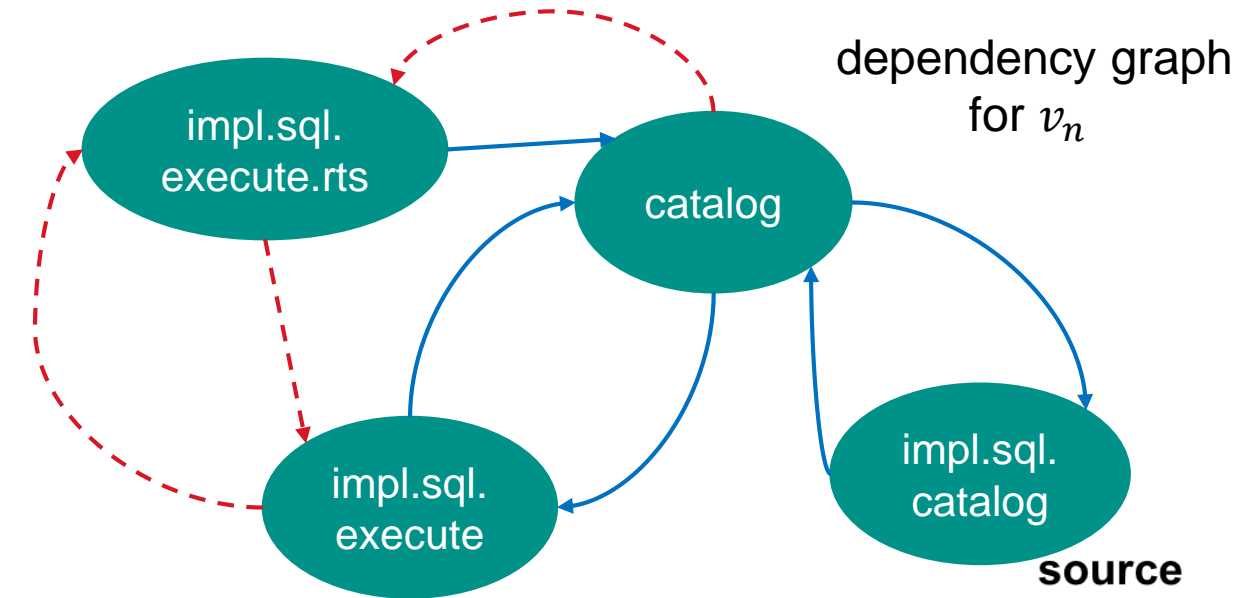 dependency graph
for vₙ
impl.sql.
execute.rts
catalog
impl.sql.
execute
impl.sql.
catalog
source